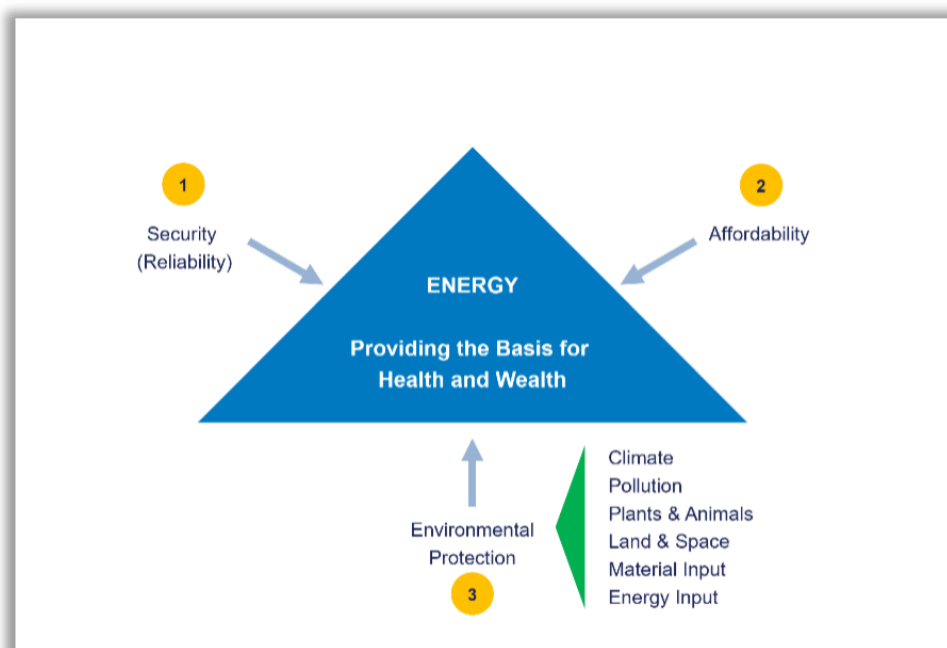 1
Security
(Reliability)
2
Affordability
ENERGY
Providing the Basis for
Health and Wealth
Environmental
Protection
3
Climate
Pollution
Plants & Animals
Land & Space
Material Input
Energy Input